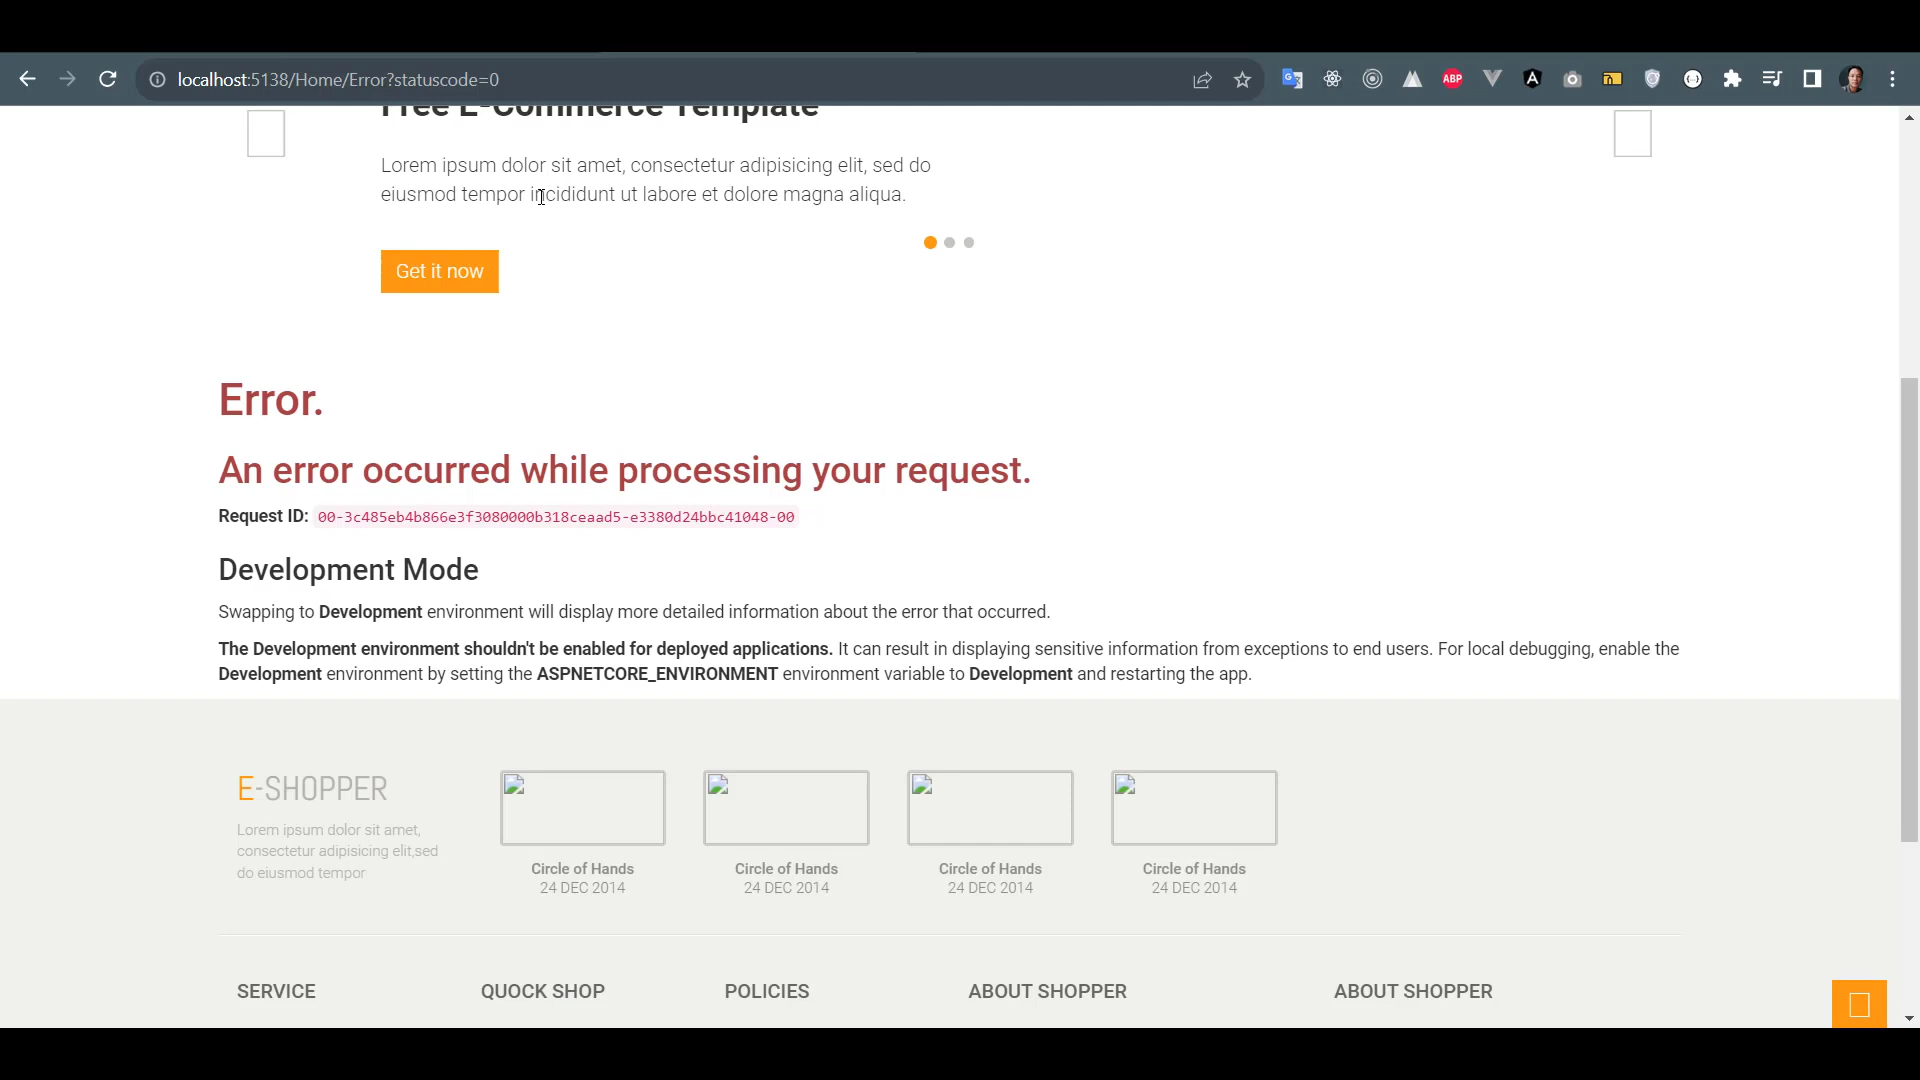 localhost:5138/Home/Error?statuscode=0
ABP
Free E-Commerce Template
Lorem ipsum dolor sit amet, consectetur adipisicing elit, sed do
eiusmod tempor incididunt ut labore et dolore magna aliqua.
Get it now
Error.
An error occurred while processing your request.
Request ID: 00-3c485eb4b866e3f3080000b318ceaad5-e3380d24bbc41048-00
Development Mode
Swapping to Development environment will display more detailed information about the error that occurred.
The Development environment shouldn't be enabled for deployed applications. It can result in displaying sensitive information from exceptions to end users. For local debugging, enable the
Development environment by setting the ASPNETCORE_ENVIRONMENT environment variable to Development and restarting the app.
E-SHOPPER
Lorem ipsum dolor sit amet,
consectetur adipisicing elit,sed
do eiusmod tempor
Circle of Hands
24 DEC 2014
Circle of Hands
24 DEC 2014
Circle of Hands
24 DEC 2014
Circle of Hands
24 DEC 2014
SERVICE
QUOCK SHOP
POLICIES
ABOUT SHOPPER
ABOUT SHOPPER